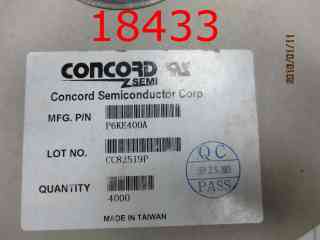 18433
2019/01/11
CONCORD
SEMI
Concord Semiconductor Corp.
MFG. P/N
P6KE400A
LOT NO.
CC82519P
QC
PASS
QUANTITY
4000
MADE IN TAIWAN